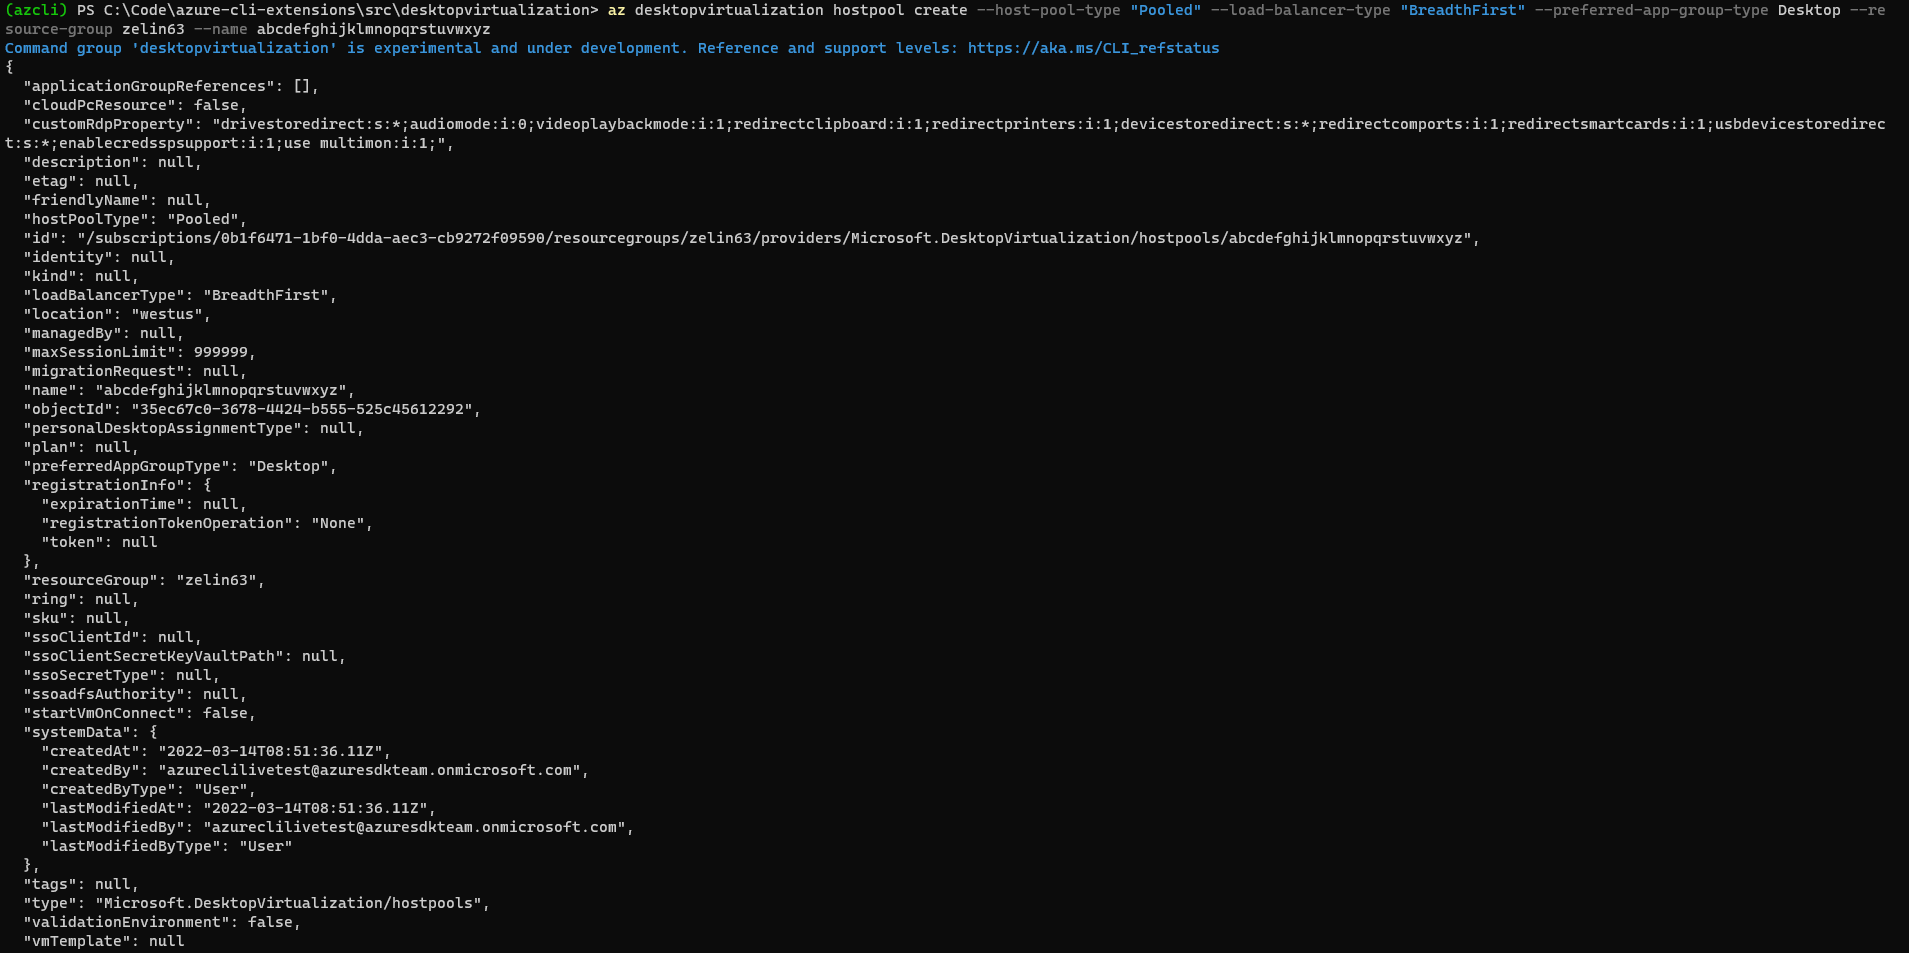 (azcli) PS C:\Code\azure-cli-extensions\src\desktopvirtualization> az desktopvirtualization hostpool create --host-pool-type "Pooled" --load-balancer-type "BreadthFirst" --preferred-app-group-type Desktop --re
source-group zelin63 --name abcdefghijklmnopqrstuvwxyz
Command group 'desktopvirtualization' is experimental and under development. Reference and support levels: https://aka.ms/CLI_refstatus
{
  "applicationGroupReferences": [],
  "cloudPcResource": false,
  "customRdpProperty": "drivestoredirect:s:*;audiomode:i:0;videoplaybackmode:i:1;redirectclipboard:i:1;redirectprinters:i:1;devicestoredirect:s:*;redirectcomports:i:1;redirectsmartcards:i:1;usbdevicestoredirec
t:s:*;enablecredsspsupport:i:1;use multimon:i:1;",
  "description": null,
  "etag": null,
  "friendlyName": null,
  "hostPoolType": "Pooled",
  "id": "/subscriptions/0b1f6471-1bf0-4dda-aec3-cb9272f09590/resourcegroups/zelin63/providers/Microsoft.DesktopVirtualization/hostpools/abcdefghijklmnopqrstuvwxyz",
  "identity": null,
  "kind": null,
  "loadBalancerType": "BreadthFirst",
  "location": "westus",
  "managedBy": null,
  "maxSessionLimit": 999999,
  "migrationRequest": null,
  "name": "abcdefghijklmnopqrstuvwxyz",
  "objectId": "35ec67c0-3678-4424-b555-525c45612292",
  "personalDesktopAssignmentType": null,
  "plan": null,
  "preferredAppGroupType": "Desktop",
  "registrationInfo": {
    "expirationTime": null,
    "registrationTokenOperation": "None",
    "token": null
  },
  "resourceGroup": "zelin63",
  "ring": null,
  "sku": null,
  "ssoClientId": null,
  "ssoClientSecretKeyVaultPath": null,
  "ssoSecretType": null,
  "ssoadfsAuthority": null,
  "startVmOnConnect": false,
  "systemData": {
    "createdAt": "2022-03-14T08:51:36.11Z",
    "createdBy": "azureclilivetest@azuresdkteam.onmicrosoft.com",
    "createdByType": "User",
    "lastModifiedAt": "2022-03-14T08:51:36.11Z",
    "lastModifiedBy": "azureclilivetest@azuresdkteam.onmicrosoft.com",
    "lastModifiedByType": "User"
  },
  "tags": null,
  "type": "Microsoft.DesktopVirtualization/hostpools",
  "validationEnvironment": false,
  "vmTemplate": null